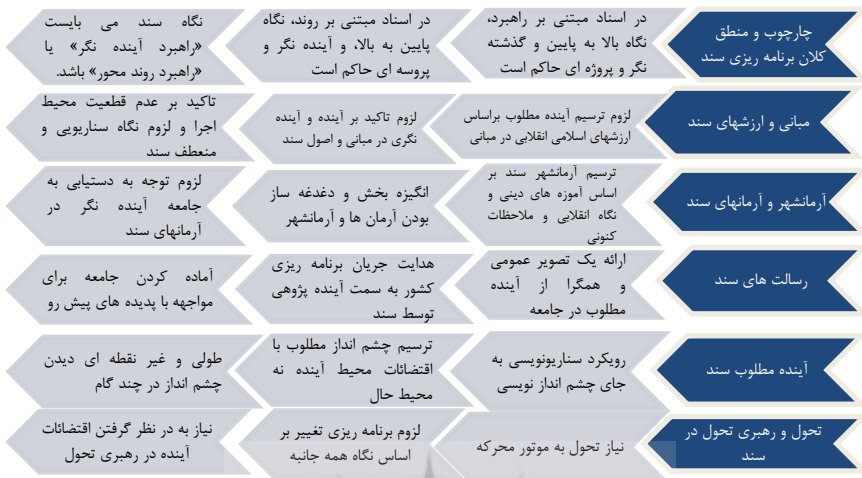 چارچوب و منطق
کلان برنامه ریزی سند
در اسناد مبتنی بر راهبرد،
نگاه بالا به پایین و گذشته
نگر و پروژه ای حاکم است
در اسناد مبتنی بر روند، نگاه
پایین به بالا، و آینده نگر و
پروسه ای حاکم است
نگاه سند می بایست
«راهبرد آینده نگر» یا
«راهبرد روند محور» باشد.
مبانی و ارزشهای سند
لزوم ترسیم آینده مطلوب براساس
ارزشهای اسلامی انقلابی در مبانی
لزوم تاکید بر آینده و آینده
نگری در مبانی و اصول سند
تاکید بر عدم قطعیت محیط
اجرا و لزوم نگاه سناریویی و
منعطف سند
آرمانشهر و آرمانهای سند
ترسیم آرمانشهر سند بر
اساس آموزه های دینی و
نگاه انقلابی و ملاحظات
کنونی
انگیزه بخش و دغدغه ساز
بودن آرمان ها و آرمانشهر
لزوم توجه به دستیابی به
جامعه آینده نگر در
آرمانهای سند
رسالت های سند
ارائه یک تصویر عمومی
و همگرا از آینده
مطلوب در جامعه
هدایت جریان برنامه ریزی
کشور به سمت آینده پژوهی
توسط سند
آماده کردن جامعه برای
مواجهه با پدیده های پیش رو
آینده مطلوب سند
رویکرد سناریونویسی به
جای چشم انداز نویسی
ترسیم چشم انداز مطلوب با
اقتضائات محیط آینده نه
محیط حال
طولی و غیر نقطه ای دیدن
چشم انداز در چند گام
تحول و رهبری تحول در
سند
نیاز تحول به موتور محرکه
لزوم برنامه ریزی تغییر بر
اساس نگاه همه جانبه
نیاز به در نظر گرفتن اقتضائات
آینده در رهبری تحول